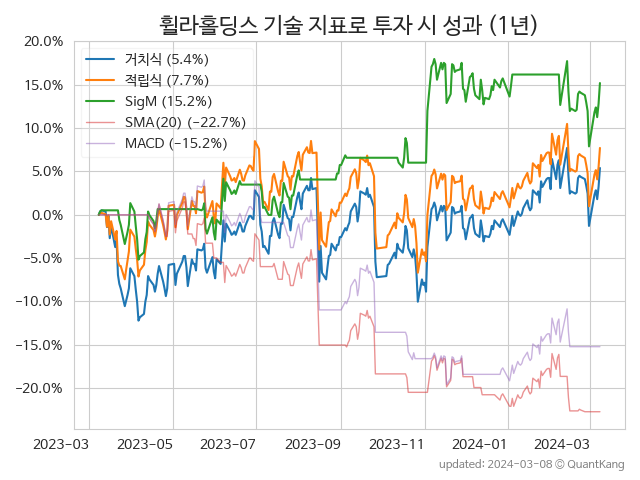 휠라홀딩스 기술 지표로 투자 시 성과 (1년)
20.0%
15.0%
10.0%
5.0%
0.0%
−5.0%
−10.0%
−15.0%
−20.0%
거치식 (5.4%)
적립식 (7.7%)
SigM (15.2%)
SMA(20) (−22.7%)
MACD (−15.2%)
2023−03
2023−05
2023−07
2023−09
2023−11
2024−01
2024−03
updated: 2024−03−08 © QuantKang